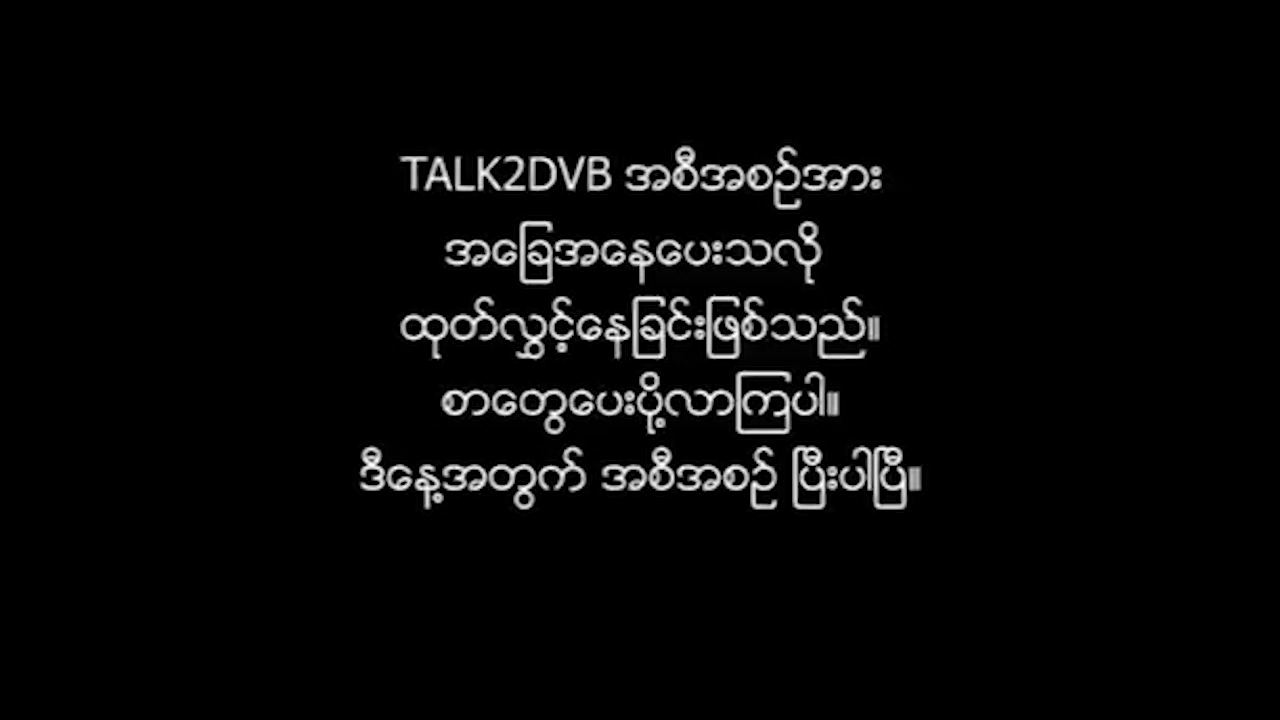 TALK2DVB အစီအစဉ်အား
အခြေအနေပေးသလို
ထုတ်လွှင့်နေခြင်းဖြစ်သည်။
စာတွေပေးပို့လာကြပါ။
ဒီနေ့အတွက် အစီအစဉ် ပြီးပါပြီ။